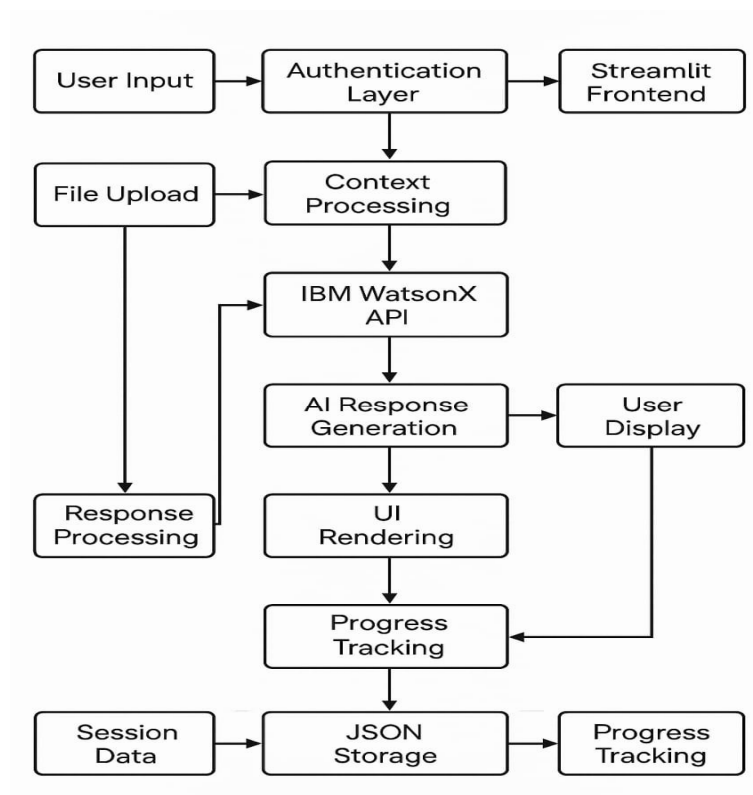 User Input
Authentication
Layer
Streamlit
Frontend
File Upload
Context
Processing
IBM WatsonX
API
AI Response
Generation
User
Display
Response
Processing
UI
Rendering
Progress
Tracking
Session
Data
JSON
Storage
Progress
Tracking